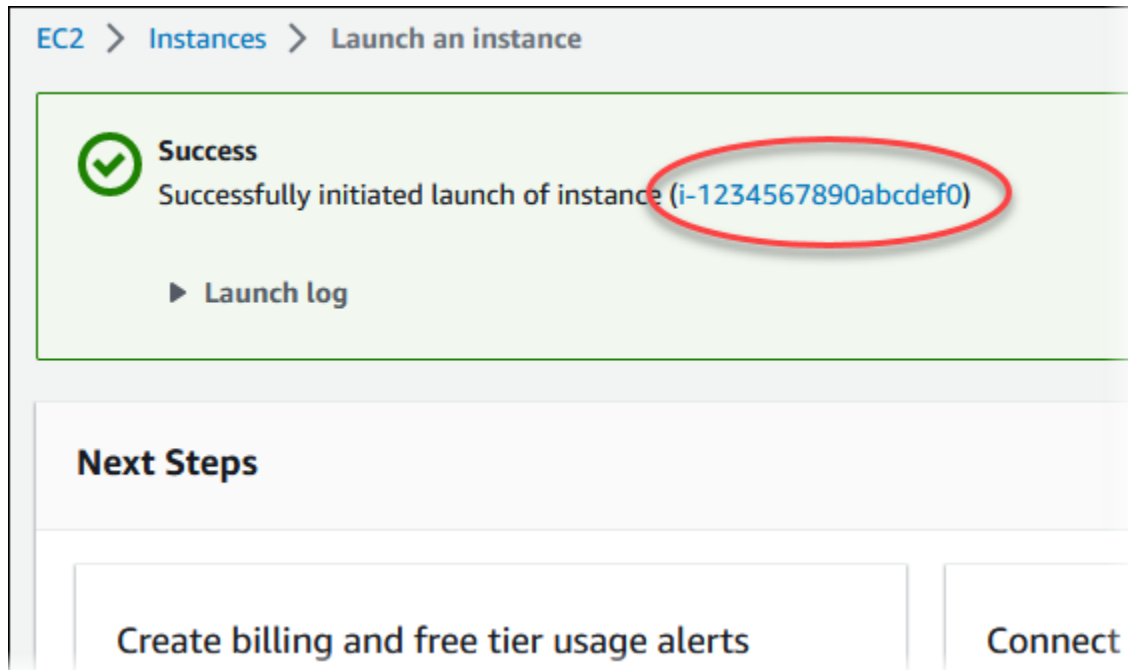 EC2 > Instances > Launch an instance
Success
Successfully initiated launch of instance (i-1234567890abcdef0)
Launch log
Next Steps
Create billing and free tier usage alerts
Connect